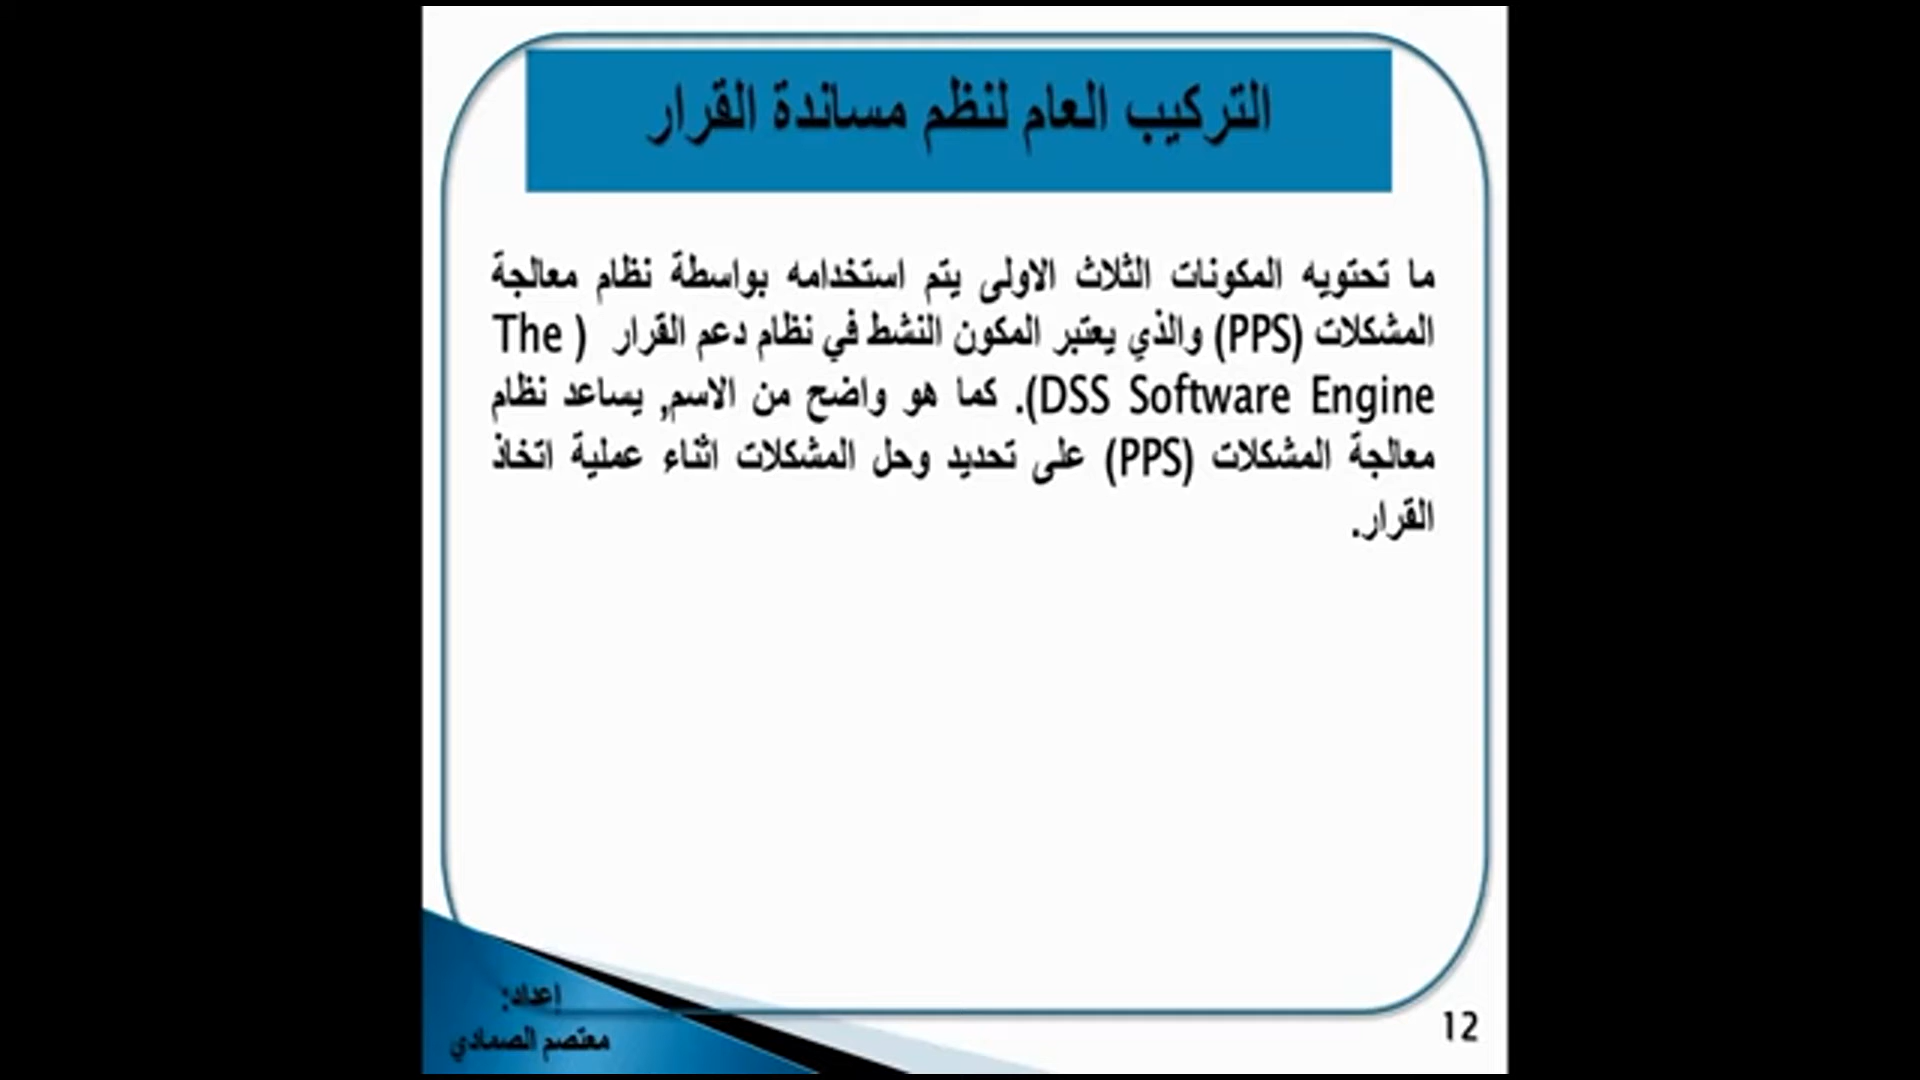 التركيب العام لنظم مساندة القرار
ما تحتويه المكونات الثلاث الاولى يتم استخدامه بواسطة نظام معالجة
المشكلات (PPS) والذي يعتبر المكون النشط في نظام دعم القرار ( The
DSS Software Engine). كما هو واضح من الاسم, يساعد نظام
معالجة المشكلات (PPS) على تحديد وحل المشكلات اثناء عملية اتخاذ
القرار.
إعداد:
معتصم الصمادي
12